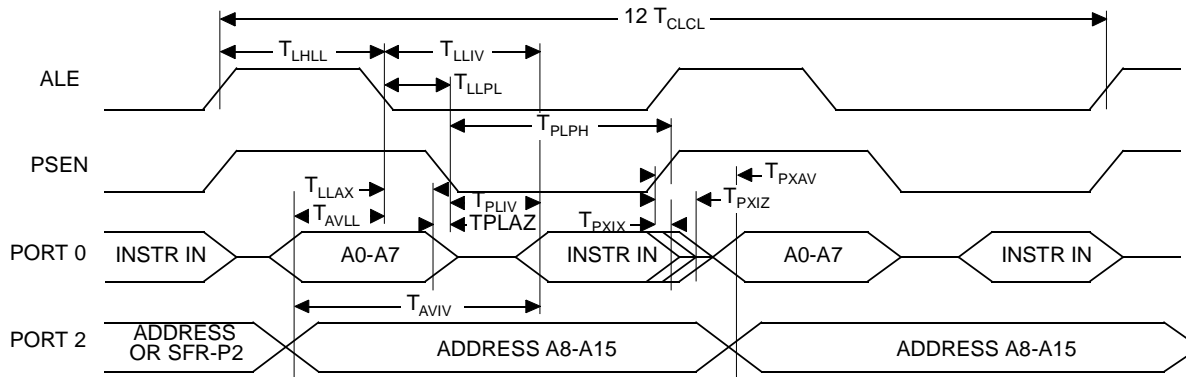 12 TCLCL
TLHLL TLLIV
ALE
TLLPL
TPLPH
PSEN
TLLAX TPXAV
TPLIV TPXIZ
TAVLL TPLAZ TPXIX
PORT 0 INSTR IN A0-A7 INSTR IN A0-A7 INSTR IN
TAVIV
PORT 2 ADDRESS OR SFR-P2 ADDRESS A8-A15 ADDRESS A8-A15